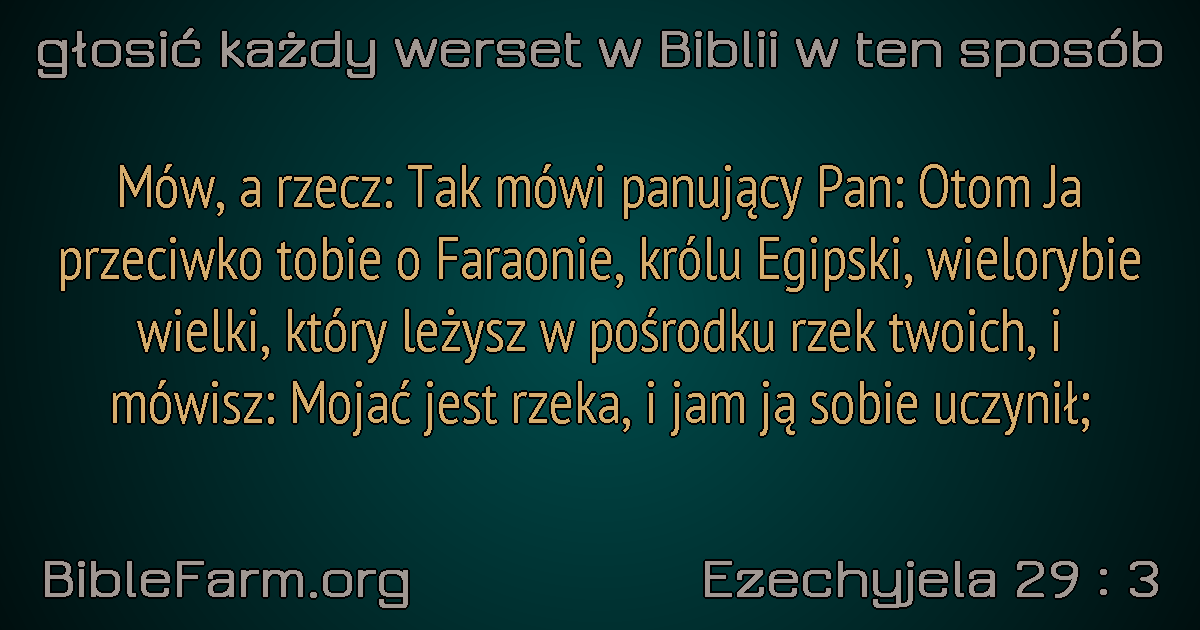 głosić każdy werset w Biblii w ten sposób
Mów, a rzecz: Tak mówi panujący Pan: Otom Ja
przeciwko tobie o Faraonie, królu Egipski, wielorybie
wielki, który leżysz w pośrodku rzek twoich, i
mówisz: Mojać jest rzeka, i jam ją sobie uczynił;
BibleFarm.org
Ezechyjela 29 : 3